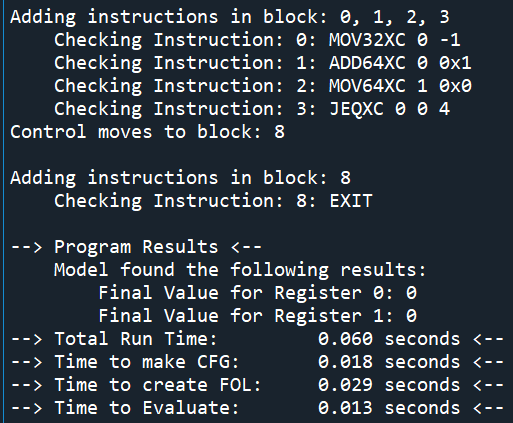 Adding instructions in block: 0, 1, 2, 3
    Checking Instruction: 0: MOV32XC 0 -1
    Checking Instruction: 1: ADD64XC 0 0x1
    Checking Instruction: 2: MOV64XC 1 0x0
    Checking Instruction: 3: JEQXC 0 0 4
Control moves to block: 8

Adding instructions in block: 8
    Checking Instruction: 8: EXIT

--> Program Results <--
    Model found the following results:
        Final Value for Register 0: 0
        Final Value for Register 1: 0
--> Total Run Time:         0.060 seconds <--
--> Time to make CFG:       0.018 seconds <--
--> Time to create FOL:     0.029 seconds <--
--> Time to Evaluate:       0.013 seconds <--